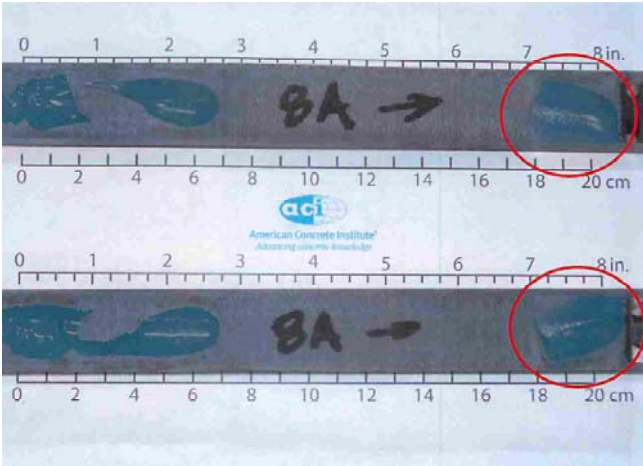 0 1 2 3 4 5 6 7 8 in.
8A →
0 2 4 6 8 10 12 14 16 18 20 cm
aci
American Concrete Institute®
Advancing concrete knowledge
0 1 2 3 4 5 6 7 8 in.
8A →
0 2 4 6 8 10 12 14 16 18 20 cm